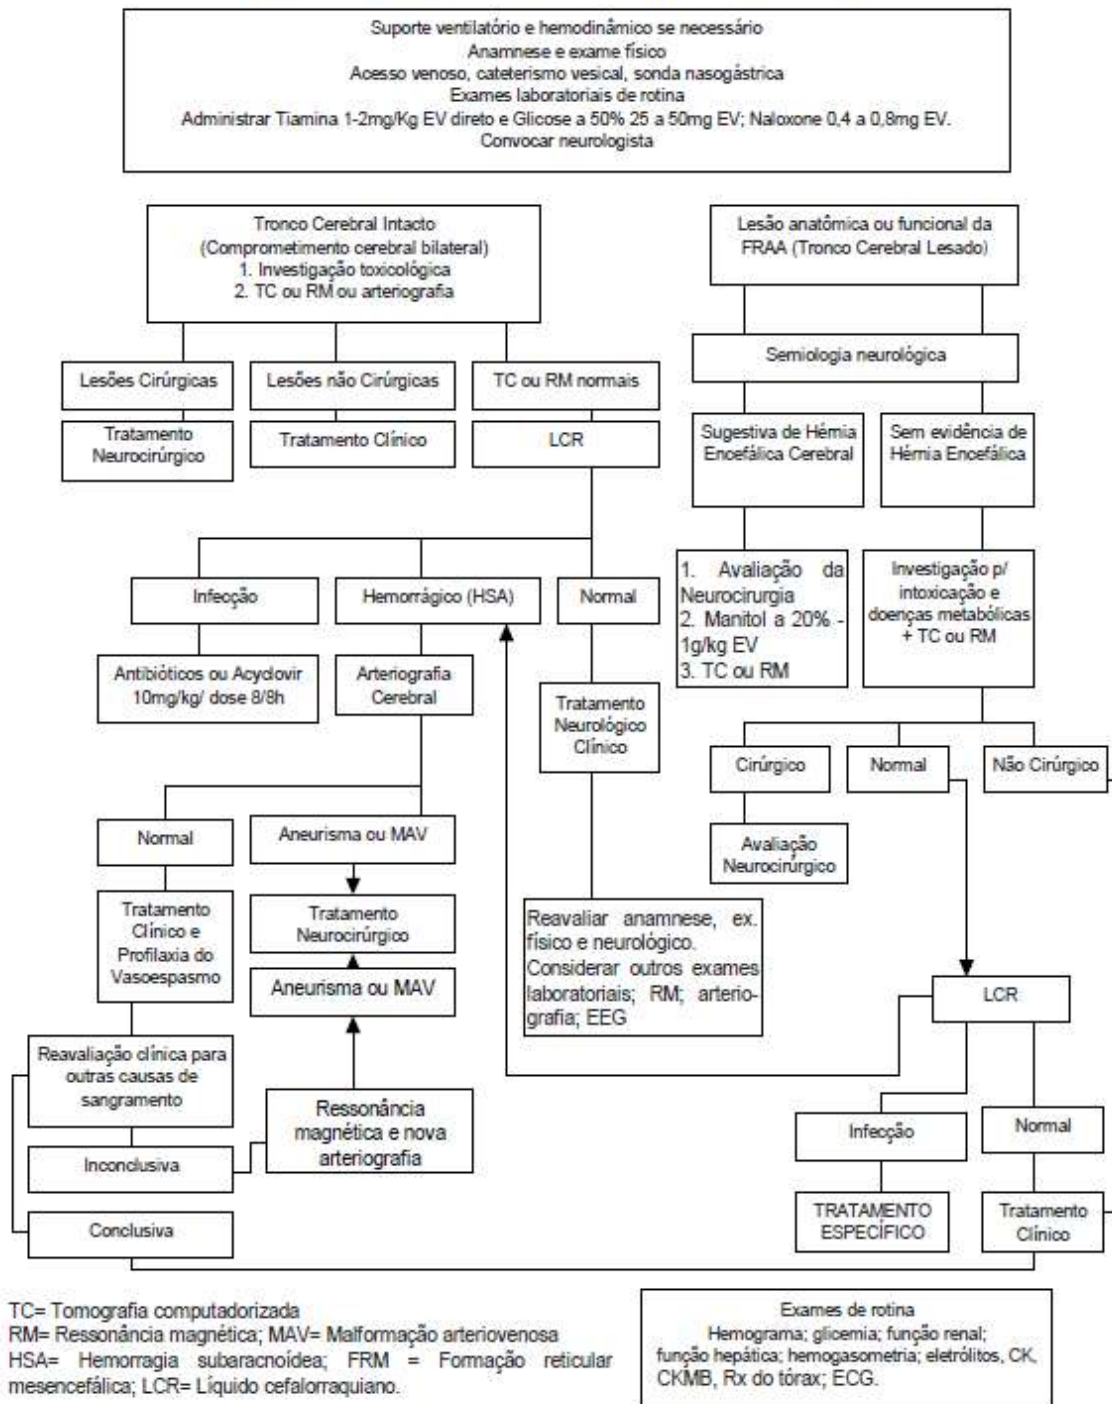 Suporte ventilatório e hemodinâmico se necessário
Anamnese e exame físico
Acesso venoso, cateterismo vesical, sonda nasogástrica
Exames laboratoriais de rotina
Administrar Tiamina 1-2mg/Kg EV direto e Glicose a 50% 25 a 50mg EV; Naloxone 0,4 a 0,8mg EV.
Convocar neurologista
Tronco Cerebral Intacto
(Comprometimento cerebral bilateral)
1. Investigação toxicológica
2. TC ou RM ou arteriografia
Lesão anatômica ou funcional da
FRAA (Tronco Cerebral Lesado)
Semiologia neurológica
Lesões Cirúrgicas
Lesões não Cirúrgicas
TC ou RM normais
Tratamento
Neurocirúrgico
Tratamento Clínico
LCR
Sugestiva de Hérnia
Encefálica Cerebral
Sem evidência de
Hérnia Encefálica
Infecção
Hemorrágico (HSA)
Normal
1. Avaliação da
Neurocirurgia
2. Manitol a 20% -
1g/kg EV
3. TC ou RM
Investigação p/
intoxicação e
doenças metabólicas
+ TC ou RM
Antibióticos ou Acyclovir
10mg/kg/ dose 8/8h
Arteriografia
Cerebral
Tratamento
Neurológico
Clínico
Cirúrgico
Normal
Não Cirúrgico
Normal
Aneurisma ou MAV
Avaliação
Neurocirúrgico
Tratamento
Clínico e
Profilaxia do
Vasoespasmo
Tratamento
Neurocirúrgico
Aneurisma ou MAV
Reavaliar anamnese, ex.
físico e neurológico.
Considerar outros exames
laboratoriais; RM; arterio-
grafia; EEG
LCR
Reavaliação clínica para
outras causas de
sangramento
Ressonância
magnética e nova
arteriografia
Inconclusiva
Conclusiva
Infecção
Normal
TRATAMENTO
ESPECÍFICO
Tratamento
Clínico
TC= Tomografia computadorizada
RM= Ressonância magnética; MAV= Malformação arteriovenosa
HSA= Hemorragia subaracnoídea; FRM = Formação reticular
mesencefálica; LCR= Líquido cefalorraquiano.
Exames de rotina
Hemograma; glicemia; função renal;
função hepática; hemogasometria; eletrólitos, CK,
CKMB, Rx do tórax; ECG.